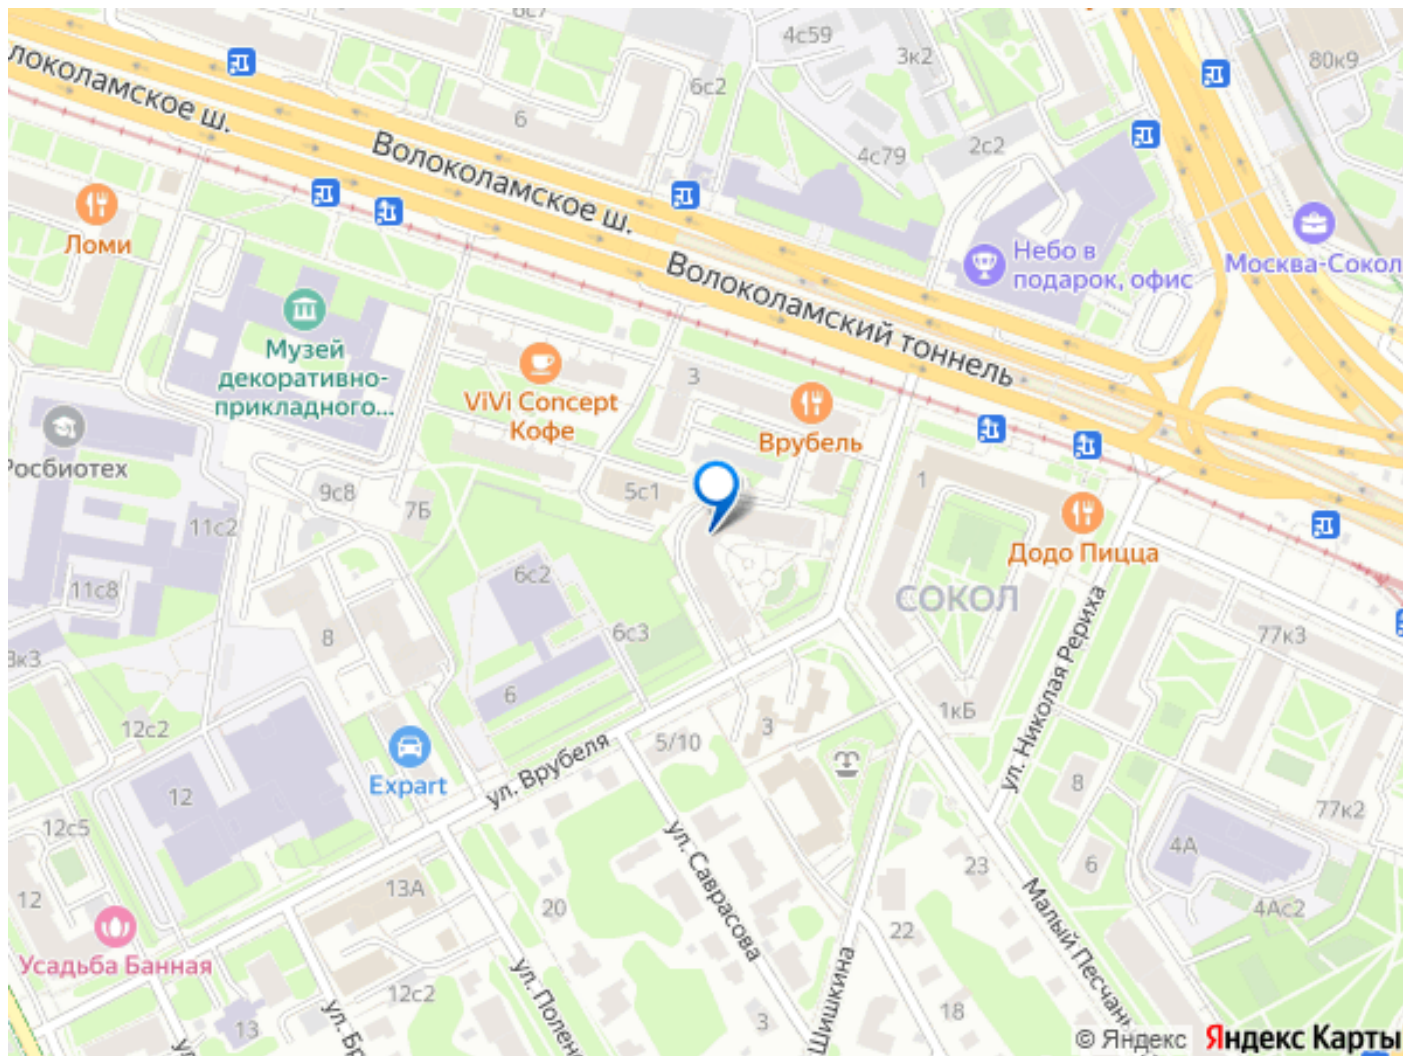 6с7
4с59
3к2
80к9
6с2
олоколамское ш.
6
Волоколамское ш.
4с79
2с2
Ломи
Небо в
подарок, офис
Москва-Сокол
Волоколамский тоннель
Музей
декоративно-
прикладного...
ViVi Concept
Кофе
3
Врубель
Росбиотех
9с8
7Б
5с1
1
11с2
Додо Пицца
11с8
6с2
СОКОЛ
8
6с3
77к3
ул. Николая Рериха
6
1кБ
12с2
5/10
3
Expart
ул. Врубеля
12
8
77к2
12с5
ул. Саврасова
4А
13А
23
6
12
20
Малый Песчан
4Ас2
22
Усадьба Банная
ул. Полен
Шишкина
12с2
18
13
3
© Яндекс Яндекс Карты